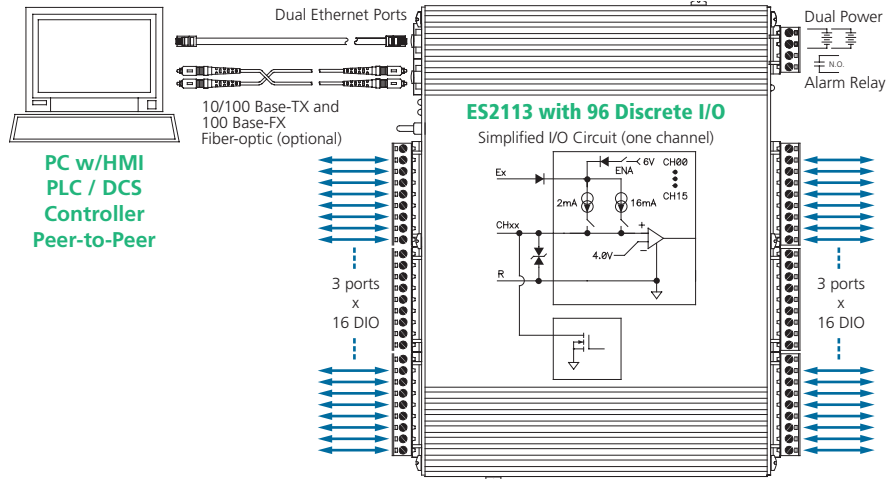 Dual Ethernet Ports
Dual Power
N.O.
Alarm Relay
10/100 Base-TX and
100 Base-FX
Fiber-optic (optional)
ES2113 with 96 Discrete I/O
Simplified I/O Circuit (one channel)
PC w/HMI
PLC / DCS
Controller
Peer-to-Peer
6V
CH00
ENA
Ex
CH15
2mA
16mA
CHxx
+
4.0V
−
R
3 ports
x
16 DIO
3 ports
x
16 DIO